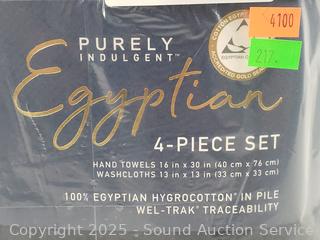 4100
217.
PURELY
INDULGENT™
Egyptian
4-PIECE SET
HAND TOWELS 16 in x 30 in (40 cm x 76 cm)
WASHCLOTHS 13 in x 13 in (33 cm x 33 cm)
100% EGYPTIAN HYGROCOTTON® IN PILE
WEL-TRAK™ TRACEABILITY
Copyright 2025 - Sound Auction Service